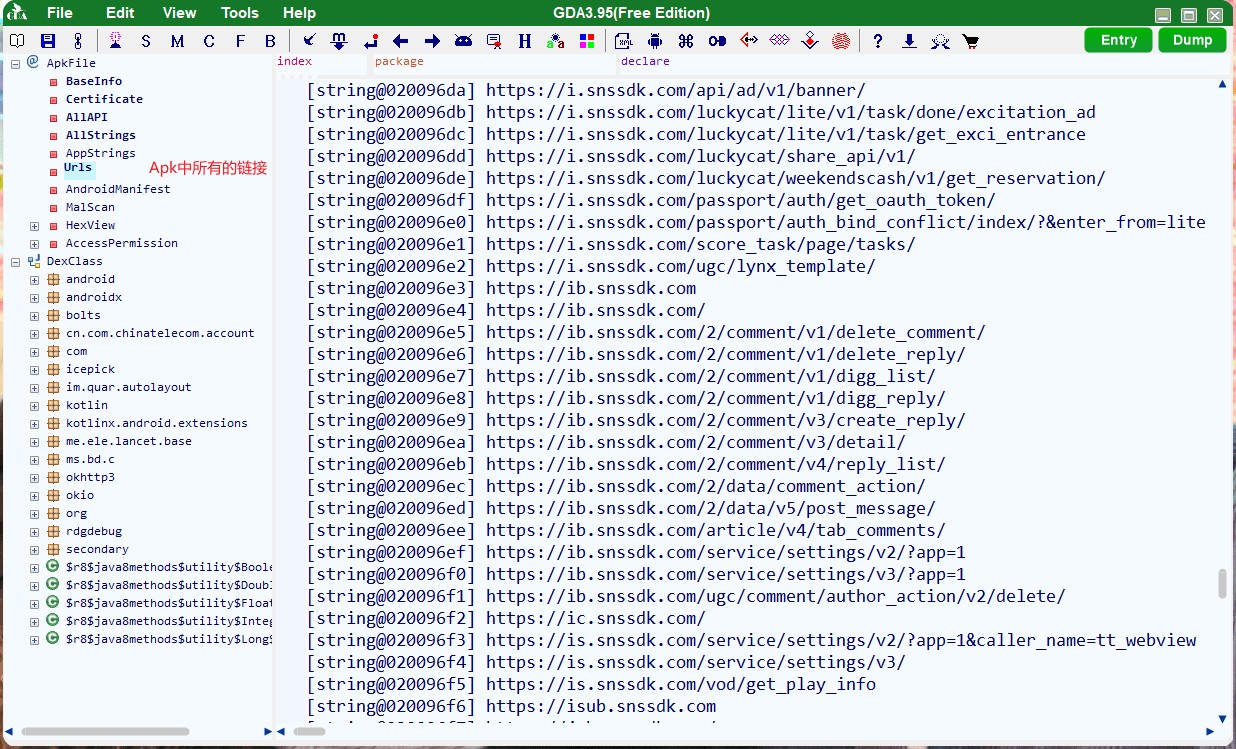 GDA File Edit View Tools Help GDA3.95(Free Edition)
S M C F B H Entry Dump
ApkFile
BaseInfo
Certificate
AllAPI
AllStrings
AppStrings
Urls Apk中所有的链接
AndroidManifest
MalScan
HexView
AccessPermission
DexClass
android
androidx
bolts
cn.com.chinatelecom.account
com
icepick
im.quar.autolayout
kotlin
kotlinx.android.extensions
me.ele.lancet.base
ms.bd.c
okhttp3
okio
org
rdgdebug
secondary
$r8$java8methods$utility$Boole
$r8$java8methods$utility$Doub
$r8$java8methods$utility$Float
$r8$java8methods$utility$Integ
$r8$java8methods$utility$Long$
index package declare
[string@020096da] https://i.snssdk.com/api/ad/v1/banner/
[string@020096db] https://i.snssdk.com/luckycat/lite/v1/task/done/excitation_ad
[string@020096dc] https://i.snssdk.com/luckycat/lite/v1/task/get_exci_entrance
[string@020096dd] https://i.snssdk.com/luckycat/share_api/v1/
[string@020096de] https://i.snssdk.com/luckycat/weekendscash/v1/get_reservation/
[string@020096df] https://i.snssdk.com/passport/auth/get_oauth_token/
[string@020096e0] https://i.snssdk.com/passport/auth_bind_conflict/index/?&enter_from=lite
[string@020096e1] https://i.snssdk.com/score_task/page/tasks/
[string@020096e2] https://i.snssdk.com/ugc/lynx_template/
[string@020096e3] https://ib.snssdk.com
[string@020096e4] https://ib.snssdk.com/
[string@020096e5] https://ib.snssdk.com/2/comment/v1/delete_comment/
[string@020096e6] https://ib.snssdk.com/2/comment/v1/delete_reply/
[string@020096e7] https://ib.snssdk.com/2/comment/v1/digg_list/
[string@020096e8] https://ib.snssdk.com/2/comment/v1/digg_reply/
[string@020096e9] https://ib.snssdk.com/2/comment/v3/create_reply/
[string@020096ea] https://ib.snssdk.com/2/comment/v3/detail/
[string@020096eb] https://ib.snssdk.com/2/comment/v4/reply_list/
[string@020096ec] https://ib.snssdk.com/2/data/comment_action/
[string@020096ed] https://ib.snssdk.com/2/data/v5/post_message/
[string@020096ee] https://ib.snssdk.com/article/v4/tab_comments/
[string@020096ef] https://ib.snssdk.com/service/settings/v2/?app=1
[string@020096f0] https://ib.snssdk.com/service/settings/v3/?app=1
[string@020096f1] https://ib.snssdk.com/ugc/comment/author_action/v2/delete/
[string@020096f2] https://ic.snssdk.com/
[string@020096f3] https://is.snssdk.com/service/settings/v2/?app=1&caller_name=tt_webview
[string@020096f4] https://is.snssdk.com/service/settings/v3/
[string@020096f5] https://is.snssdk.com/vod/get_play_info
[string@020096f6] https://isub.snssdk.com